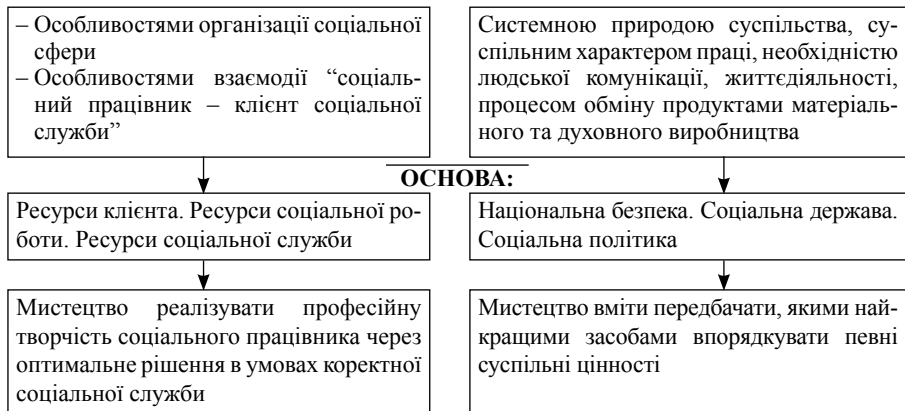 – Особливостями організації соціальної
сфери
– Особливостями взаємодії “соціаль-
ний працівник – клієнт соціальної
служби”
Системною природою суспільства, су-
спільним характером праці, необхідністю
людської комунікації, життєдіяльності,
процесом обміну продуктами матеріаль-
ного та духовного виробництва
ОСНОВА:
Ресурси клієнта. Ресурси соціальної ро-
боти. Ресурси соціальної служби
Національна безпека. Соціальна держава.
Соціальна політика
Мистецтво реалізувати професійну
творчість соціального працівника через
оптимальне рішення в умовах коректної
соціальної служби
Мистецтво вміти передбачати, якими най-
кращими засобами впорядкувати певні
суспільні цінності